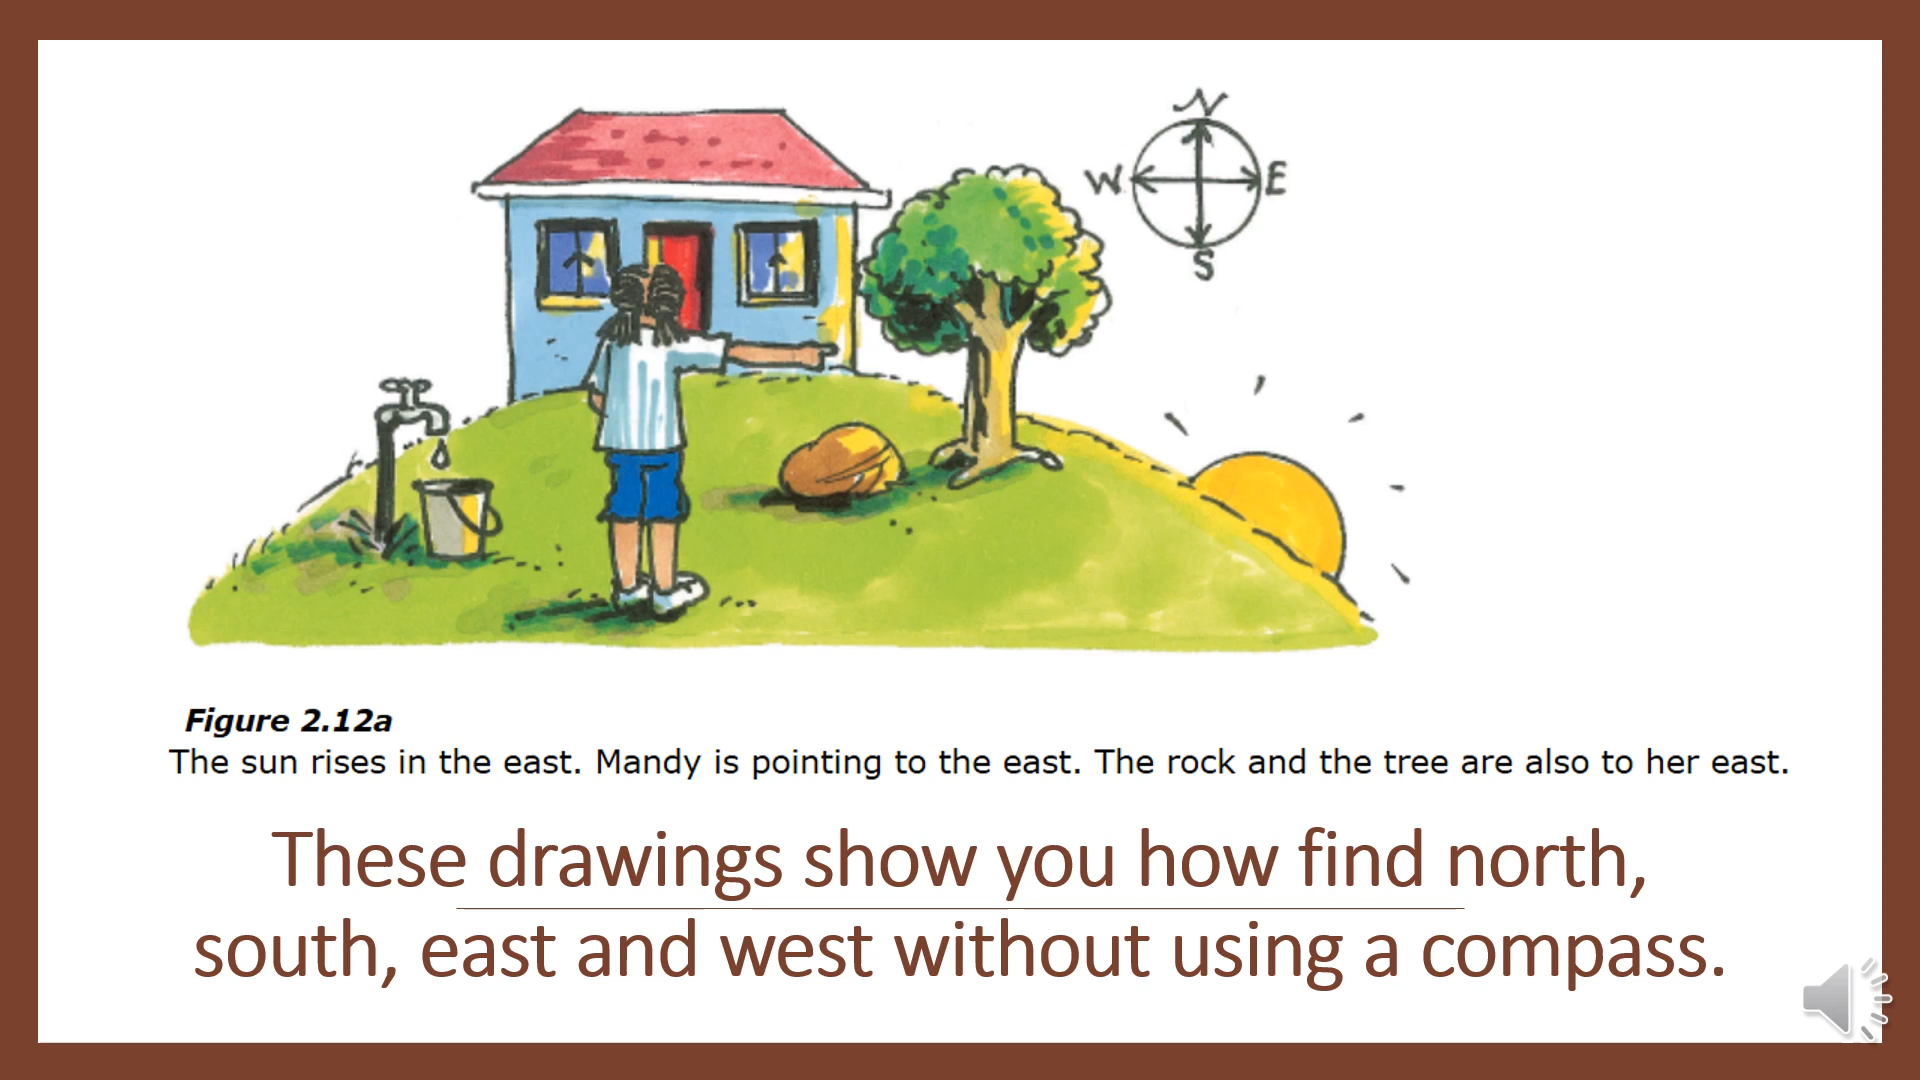 N
W E
S
Figure 2.12a
The sun rises in the east. Mandy is pointing to the east. The rock and the tree are also to her east.
These drawings show you how find north,
south, east and west without using a compass.